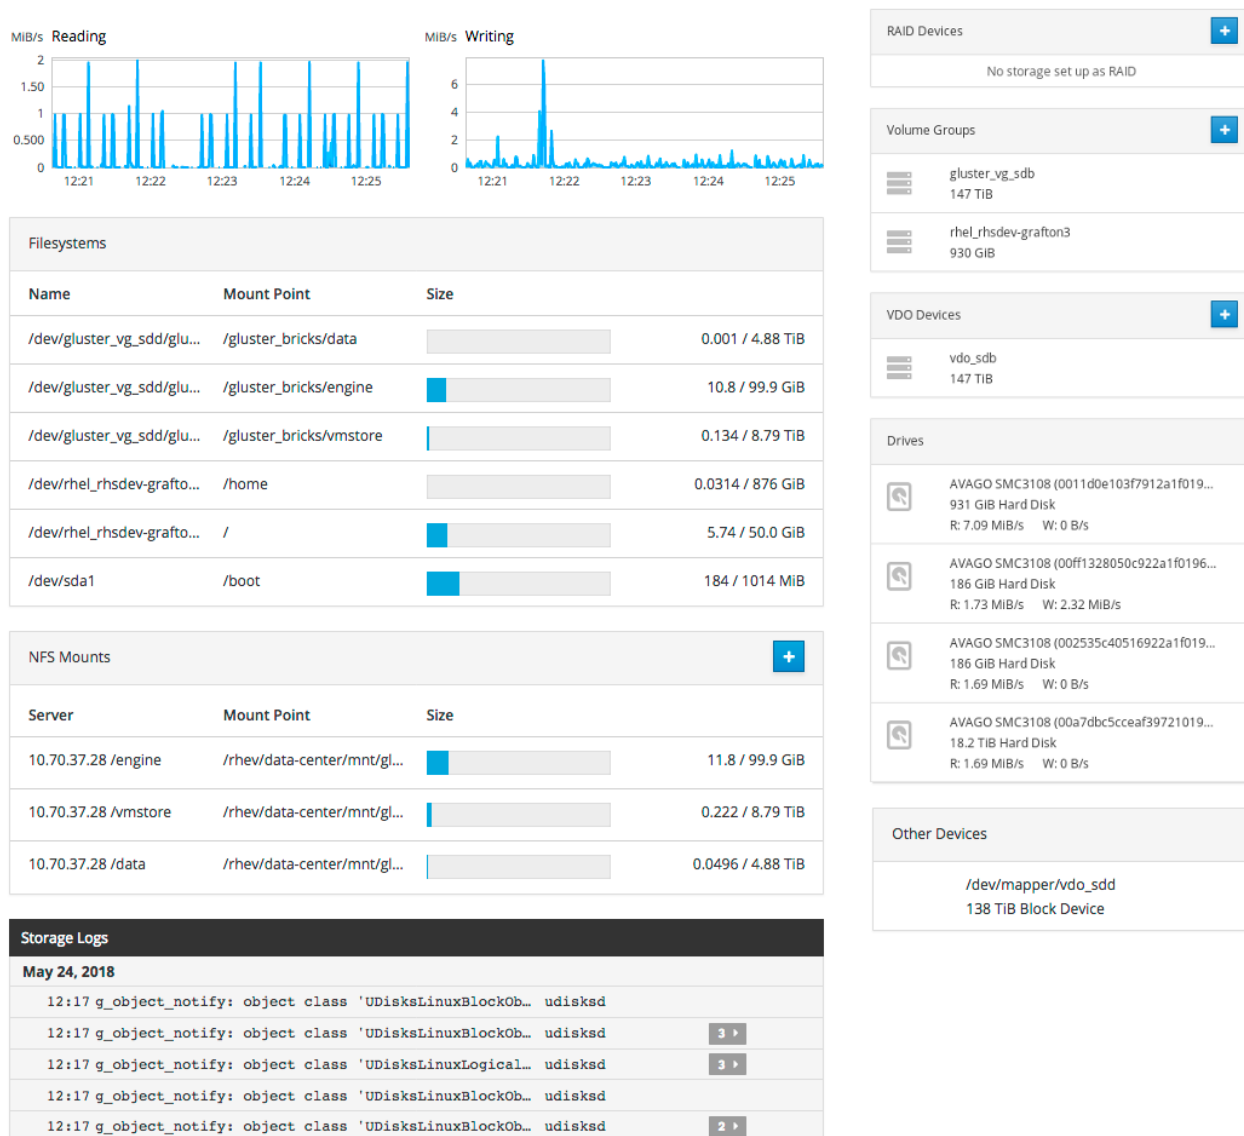 MiB/s Reading
2
1.50
1
0.500
0
12:21 12:22 12:23 12:24 12:25
MiB/s Writing
6
4
2
0
12:21 12:22 12:23 12:24 12:25
Filesystems
Name Mount Point Size
/dev/gluster_vg_sdd/glu... /gluster_bricks/data 0.001 / 4.88 TiB
/dev/gluster_vg_sdd/glu... /gluster_bricks/engine 10.8 / 99.9 GiB
/dev/gluster_vg_sdd/glu... /gluster_bricks/vmstore 0.134 / 8.79 TiB
/dev/rhel_rhsdev-grafto... /home 0.0314 / 876 GiB
/dev/rhel_rhsdev-grafto... / 5.74 / 50.0 GiB
/dev/sda1 /boot 184 / 1014 MiB
NFS Mounts
+
Server Mount Point Size
10.70.37.28 /engine /rhev/data-center/mnt/gl... 11.8 / 99.9 GiB
10.70.37.28 /vmstore /rhev/data-center/mnt/gl... 0.222 / 8.79 TiB
10.70.37.28 /data /rhev/data-center/mnt/gl... 0.0496 / 4.88 TiB
Storage Logs
May 24, 2018
12:17 g_object_notify: object class 'UDisksLinuxBlockOb… udisksd
12:17 g_object_notify: object class 'UDisksLinuxBlockOb… udisksd 3
12:17 g_object_notify: object class 'UDisksLinuxLogical… udisksd 3
12:17 g_object_notify: object class 'UDisksLinuxBlockOb… udisksd
12:17 g_object_notify: object class 'UDisksLinuxBlockOb… udisksd 2
RAID Devices
+
No storage set up as RAID
Volume Groups
+
gluster_vg_sdb
147 TiB
rhel_rhsdev-grafton3
930 GiB
VDO Devices
+
vdo_sdb
147 TiB
Drives
AVAGO SMC3108 (0011d0e103f7912a1f019...
931 GiB Hard Disk
R: 7.09 MiB/s W: 0 B/s
AVAGO SMC3108 (00ff1328050c922a1f0196...
186 GiB Hard Disk
R: 1.73 MiB/s W: 2.32 MiB/s
AVAGO SMC3108 (002535c40516922a1f019...
186 GiB Hard Disk
R: 1.69 MiB/s W: 0 B/s
AVAGO SMC3108 (00a7dbc5cceaf39721019...
18.2 TiB Hard Disk
R: 1.69 MiB/s W: 0 B/s
Other Devices
/dev/mapper/vdo_sdd
138 TiB Block Device